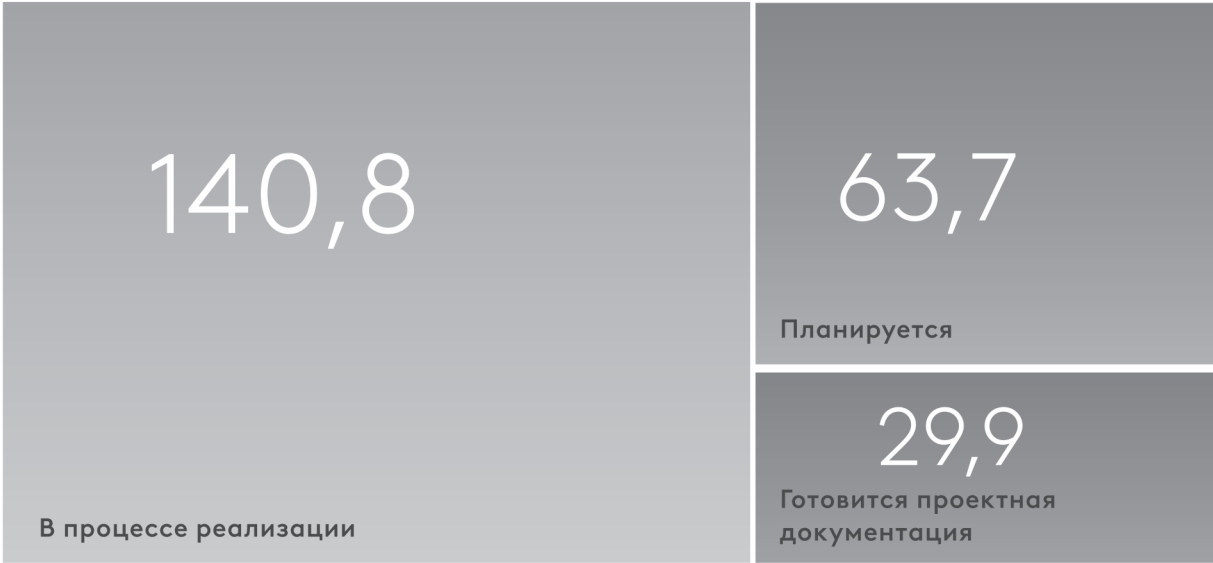 140,8
В процессе реализации
63,7
Планируется
29,9
Готовится проектная
документация